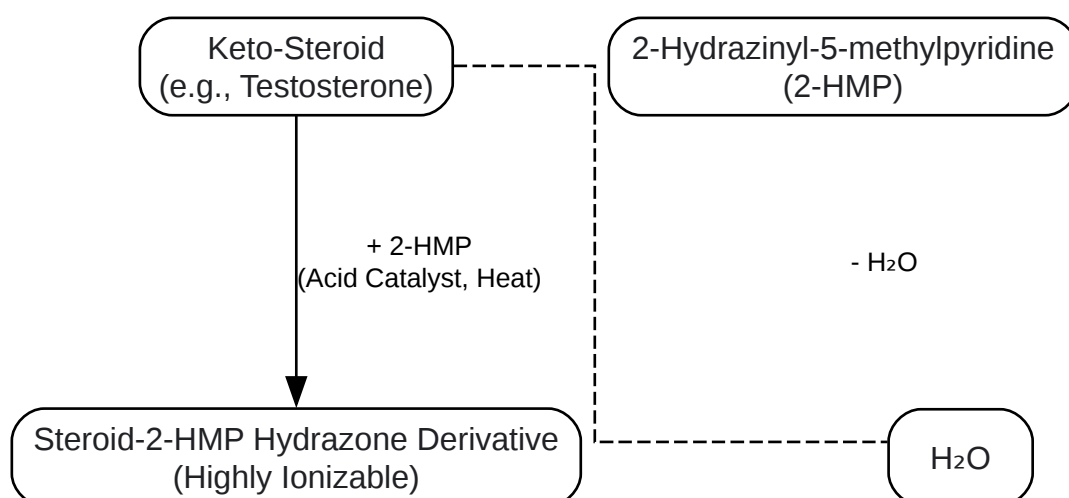 Keto-Steroid
(e.g., Testosterone)
2-Hydrazinyl-5-methylpyridine
(2-HMP)
+ 2-HMP
(Acid Catalyst, Heat)
- H₂O
Steroid-2-HMP Hydrazone Derivative
(Highly Ionizable)
H₂O